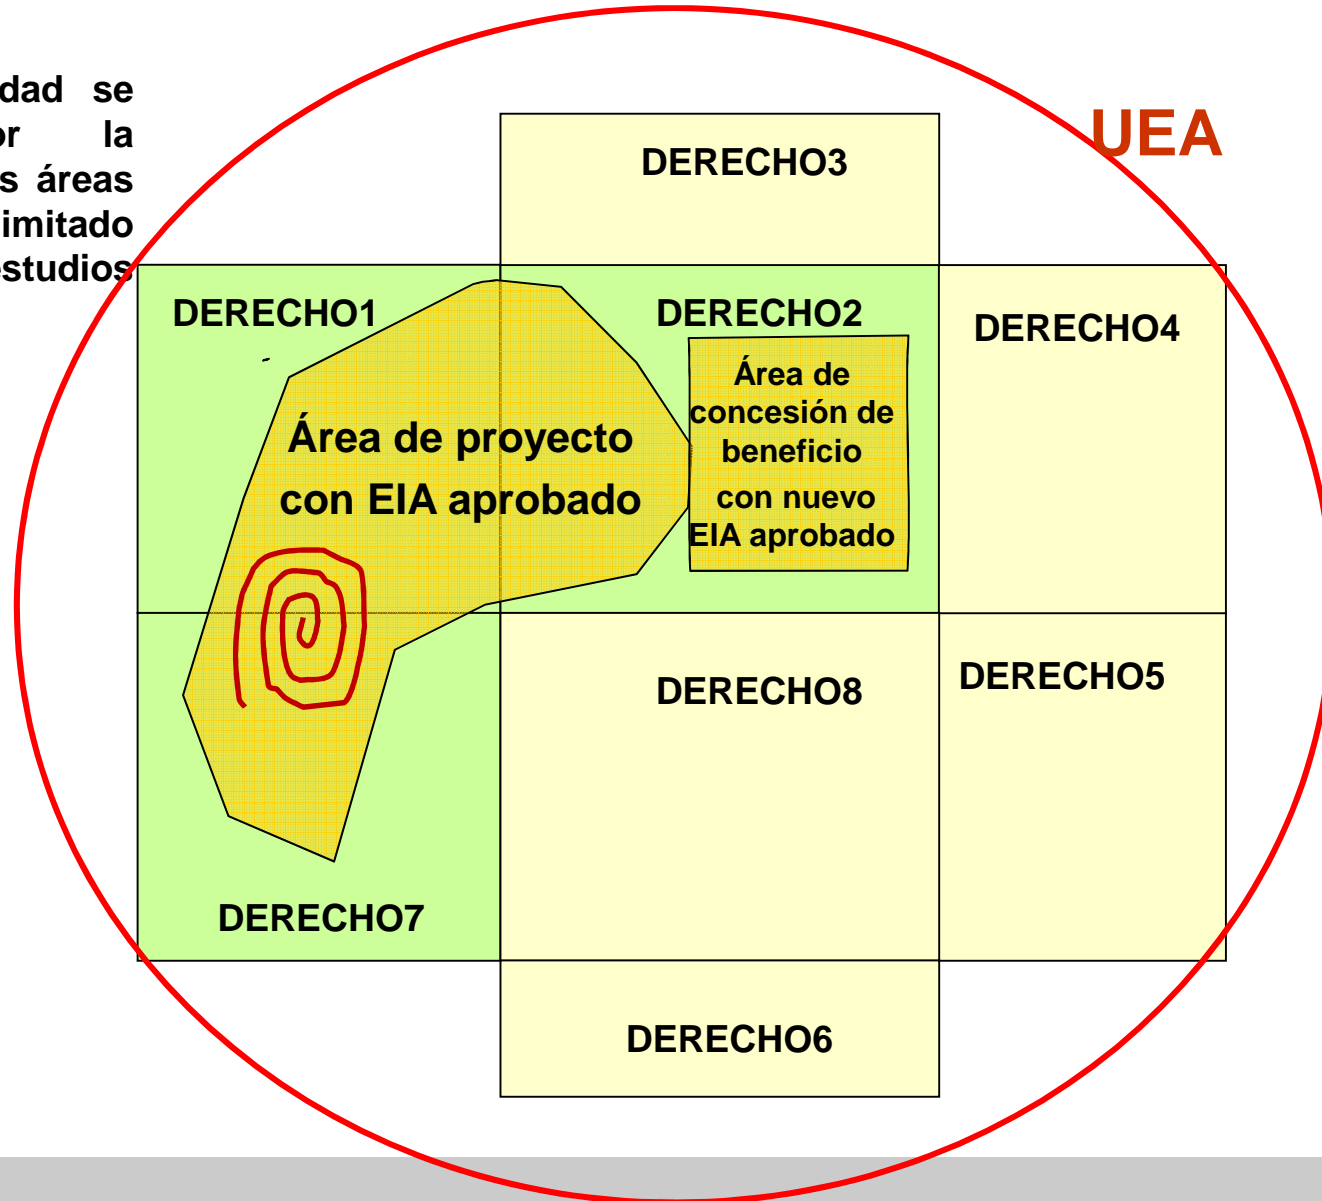 dad se
or la
s áreas
imitado
estudios
UEA
DERECHO3
DERECHO1
DERECHO2
DERECHO4
Área de
concesión de
beneficio
con nuevo
EIA aprobado
Área de proyecto
con EIA aprobado
DERECHO8
DERECHO5
DERECHO7
DERECHO6